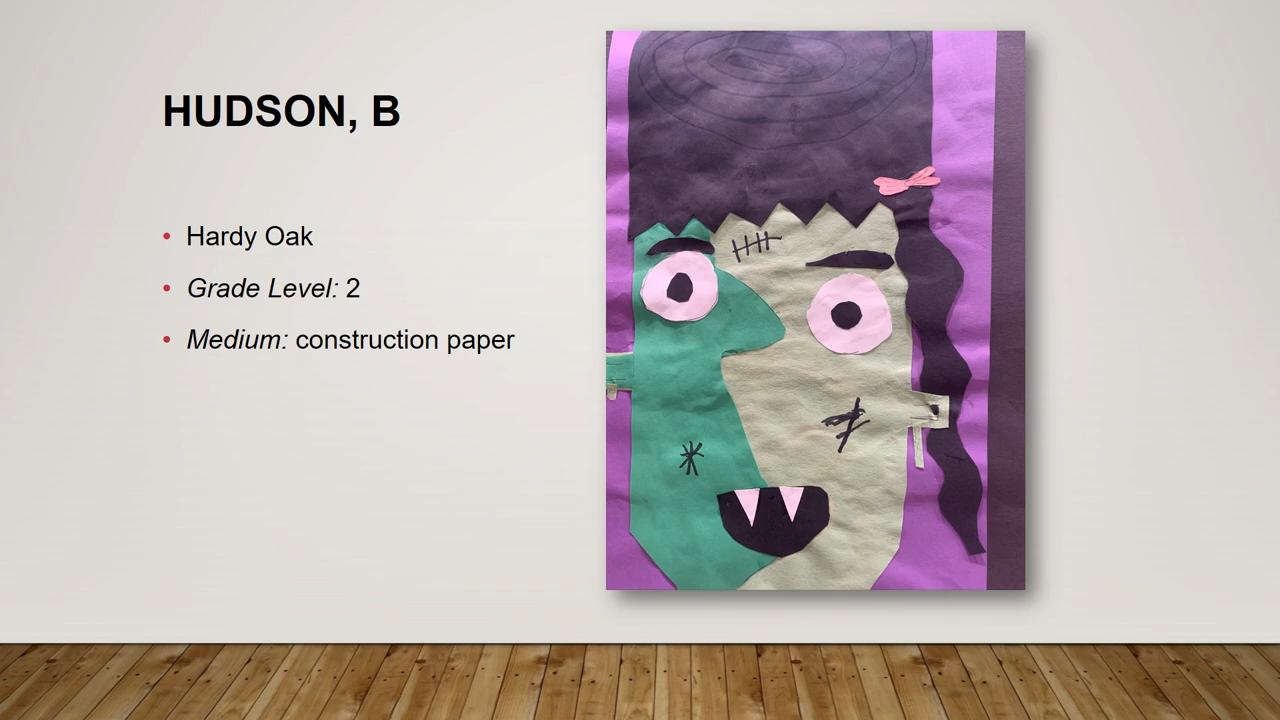 HUDSON, B
• Hardy Oak
• Grade Level: 2
• Medium: construction paper